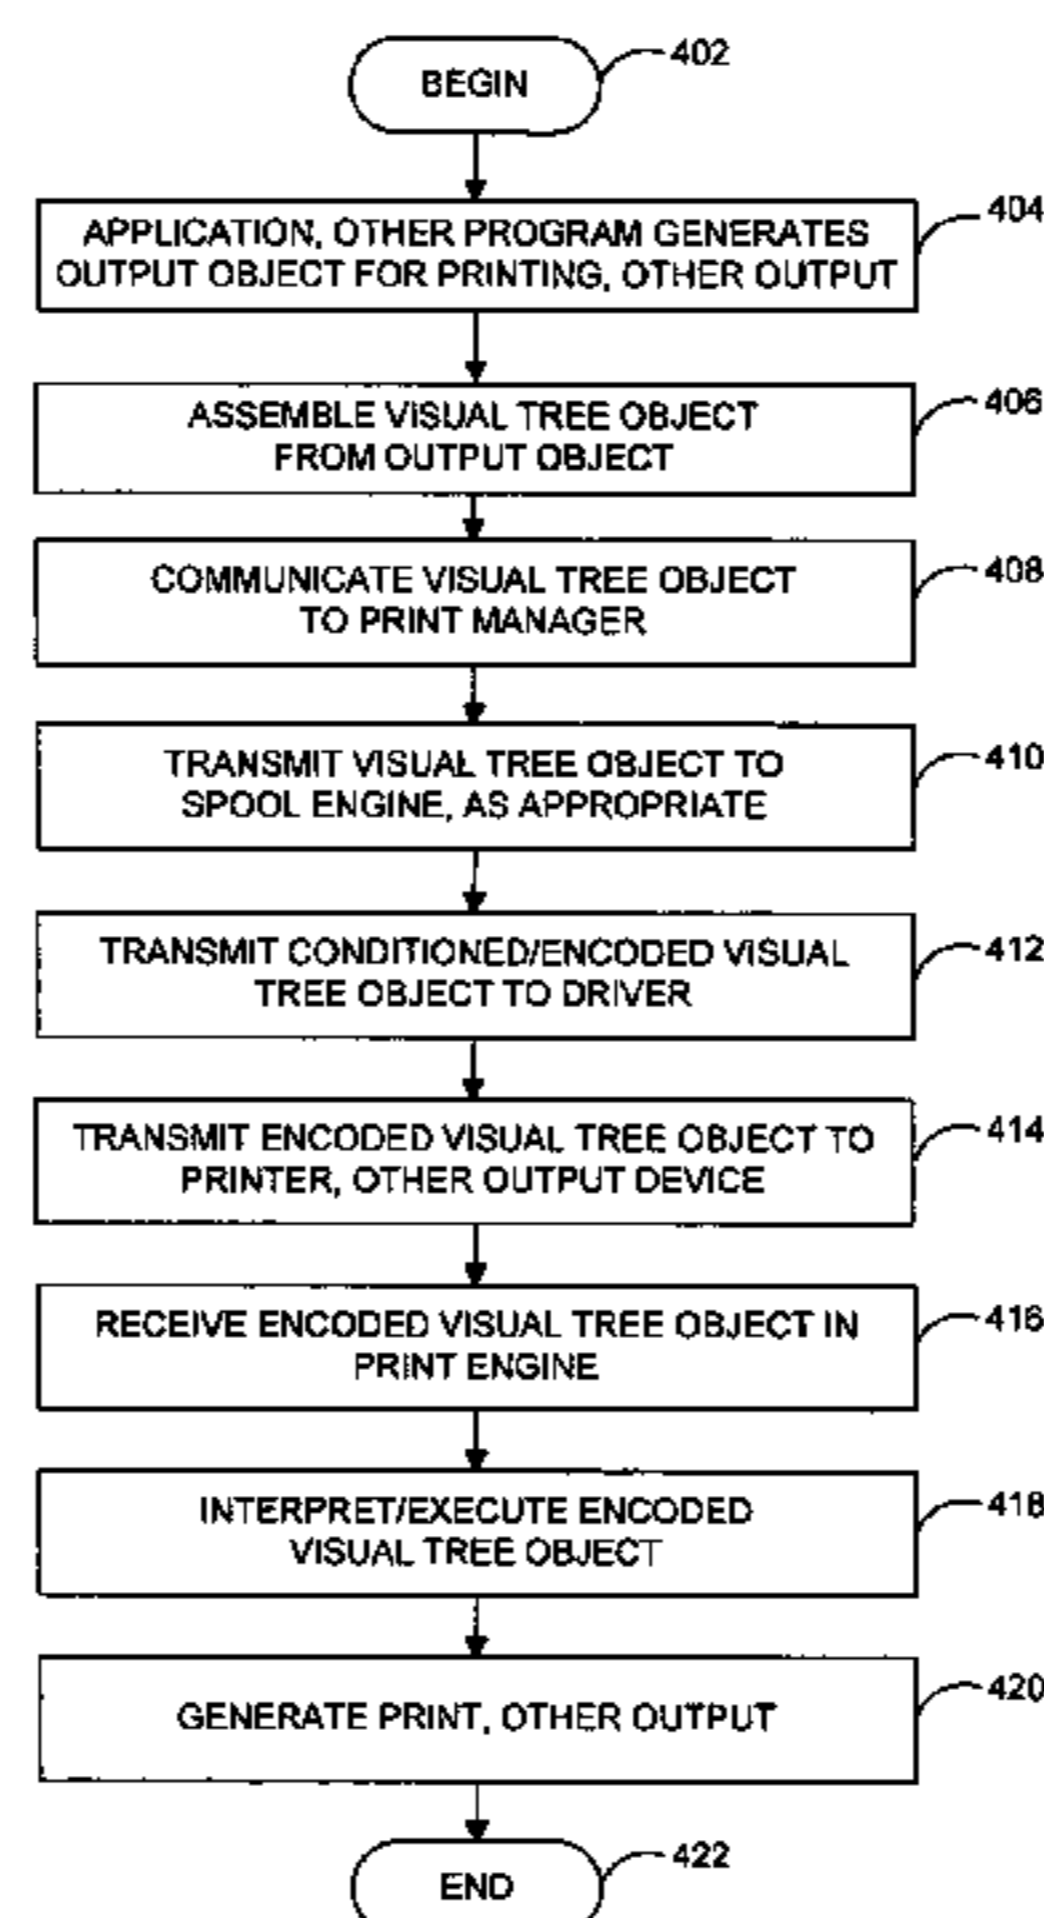 BEGIN
402
APPLICATION, OTHER PROGRAM GENERATES
OUTPUT OBJECT FOR PRINTING, OTHER OUTPUT
404
ASSEMBLE VISUAL TREE OBJECT
FROM OUTPUT OBJECT
406
COMMUNICATE VISUAL TREE OBJECT
TO PRINT MANAGER
408
TRANSMIT VISUAL TREE OBJECT TO
SPOOL ENGINE, AS APPROPRIATE
410
TRANSMIT CONDITIONED/ENCODED VISUAL
TREE OBJECT TO DRIVER
412
TRANSMIT ENCODED VISUAL TREE OBJECT TO
PRINTER, OTHER OUTPUT DEVICE
414
RECEIVE ENCODED VISUAL TREE OBJECT IN
PRINT ENGINE
416
INTERPRET/EXECUTE ENCODED
VISUAL TREE OBJECT
418
GENERATE PRINT, OTHER OUTPUT
420
END
422